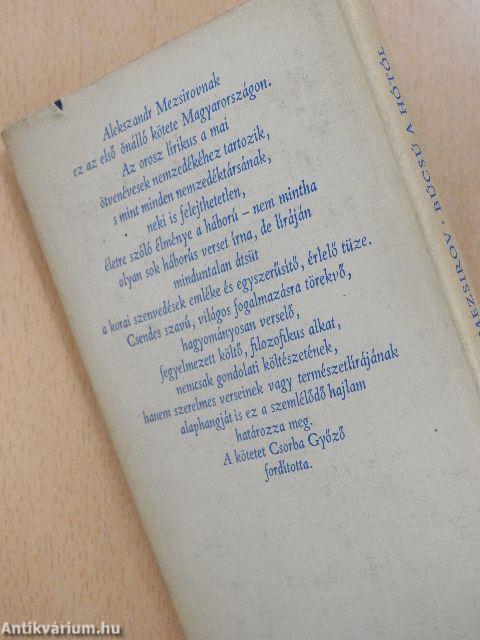 Alekszandr Mezsirovnak
ez az első önálló kötete Magyarországon.
Az orosz lírikus a mai
ötvenévesek nemzedékéhez tartozik,
s mint minden nemzedéktársának,
neki is felejthetetlen,
életre szóló élménye a háború – nem mintha
olyan sok háborús verset írna, de líráján
minduntalan átsüt
a korai szenvedések emléke és egyszerűsítő, érlelő tüze.
Csendes szavú, világos fogalmazásra törekvő,
hagyományosan verselő,
fegyelmezett költő, filozofikus alkat,
nemcsak gondolati költészetének,
hanem szerelmes verseinek vagy természetlírájának
alaphangját is ez a szemlélődő hajlam
határozza meg.
A kötetet Csorba Győző
fordította.
MEZSIROV · BÚCSÚ A HÓTÓL
Antikvárium.hu